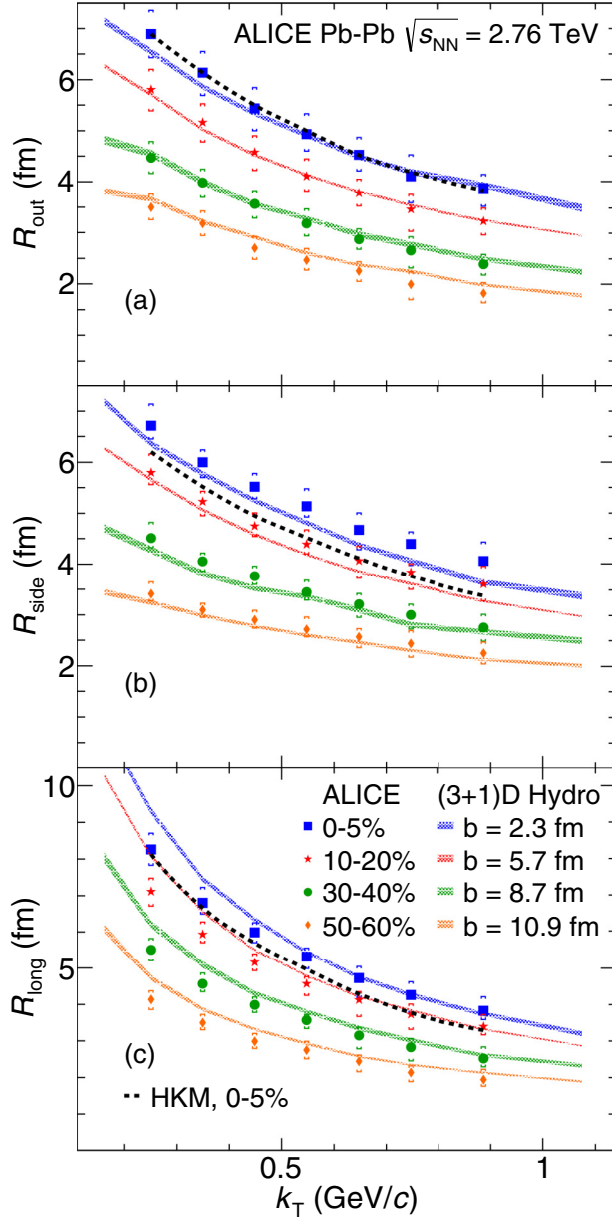 ALICE Pb-Pb √sNN = 2.76 TeV
6
4
2
Rout (fm)
(a)
6
4
2
Rside (fm)
(b)
10
5
Rlong (fm)
ALICE (3+1)D Hydro
0-5% b = 2.3 fm
10-20% b = 5.7 fm
30-40% b = 8.7 fm
50-60% b = 10.9 fm
(c)
HKM, 0-5%
0.5 1
kT (GeV/c)